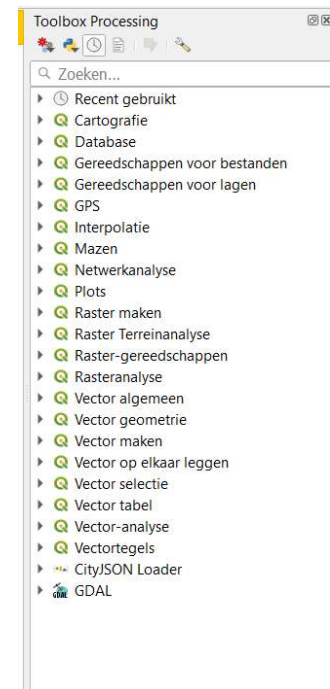 Toolbox Processing
Zoeken...
Recent gebruikt
Cartografie
Database
Gereedschappen voor bestanden
Gereedschappen voor lagen
GPS
Interpolatie
Mazen
Netwerkanalyse
Plots
Raster maken
Raster Terreinanalyse
Raster-gereedschappen
Rasteranalyse
Vector algemeen
Vector geometrie
Vector maken
Vector op elkaar leggen
Vector selectie
Vector tabel
Vector-analyse
Vectortegels
CityJSON Loader
GDAL